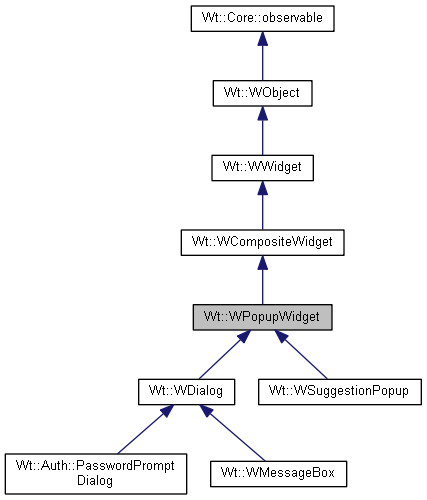 Wt::Core::observable
Wt::WObject
Wt::WWidget
Wt::WCompositeWidget
Wt::WPopupWidget
Wt::WDialog
Wt::WSuggestionPopup
Wt::Auth::PasswordPrompt
Dialog
Wt::WMessageBox